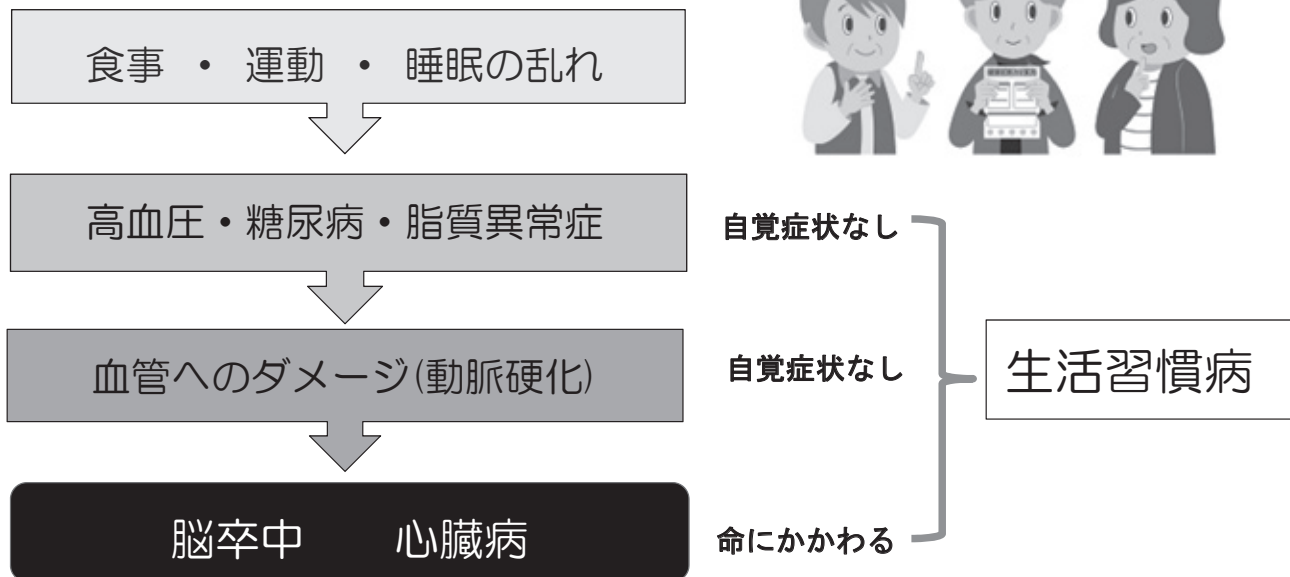 食事 ・ 運動 ・ 睡眠の乱れ
高血圧・糖尿病・脂質異常症
自覚症状なし
血管へのダメージ(動脈硬化)
自覚症状なし
生活習慣病
脳卒中 心臓病
命にかかわる